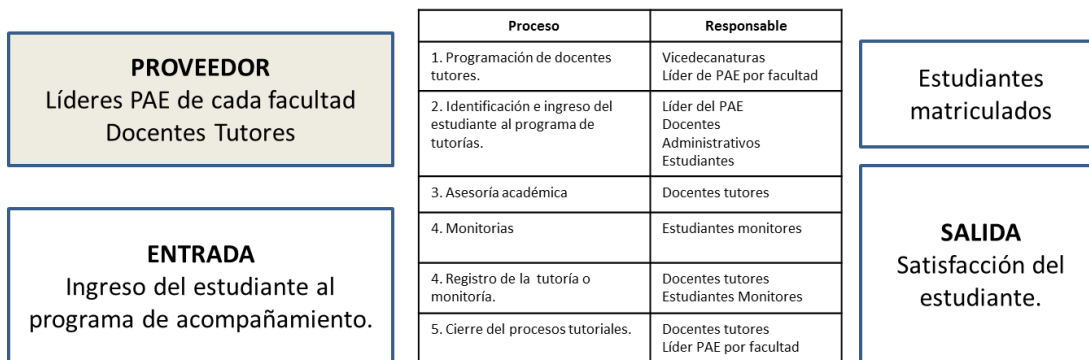 PROVEEDOR
Líderes PAE de cada facultad
Docentes Tutores
ENTRADA
Ingreso del estudiante al
programa de acompañamiento.
Proceso Responsable
1. Programación de docentes
tutores.
Vicedecanaturas
Líder de PAE por facultad
2. Identificación e ingreso del
estudiante al programa de
tutorías.
Líder del PAE
Docentes
Administrativos
Estudiantes
3. Asesoría académica
Docentes tutores
4. Monitorias
Estudiantes monitores
4. Registro de la tutoría o
monitoría.
Docentes tutores
Estudiantes Monitores
5. Cierre del procesos tutoriales.
Docentes tutores
Líder PAE por facultad
Estudiantes
matriculados
SALIDA
Satisfacción del
estudiante.